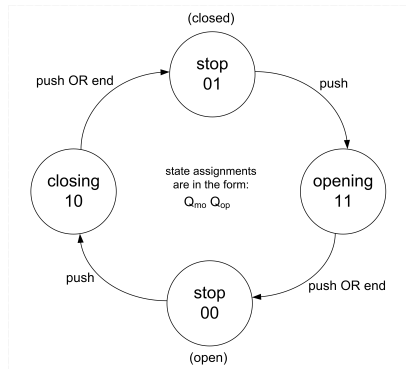 (closed)
stop
01
push OR end
push
closing
10
state assignments
are in the form:
Qmo Qop
opening
11
push
stop
00
push OR end
(open)